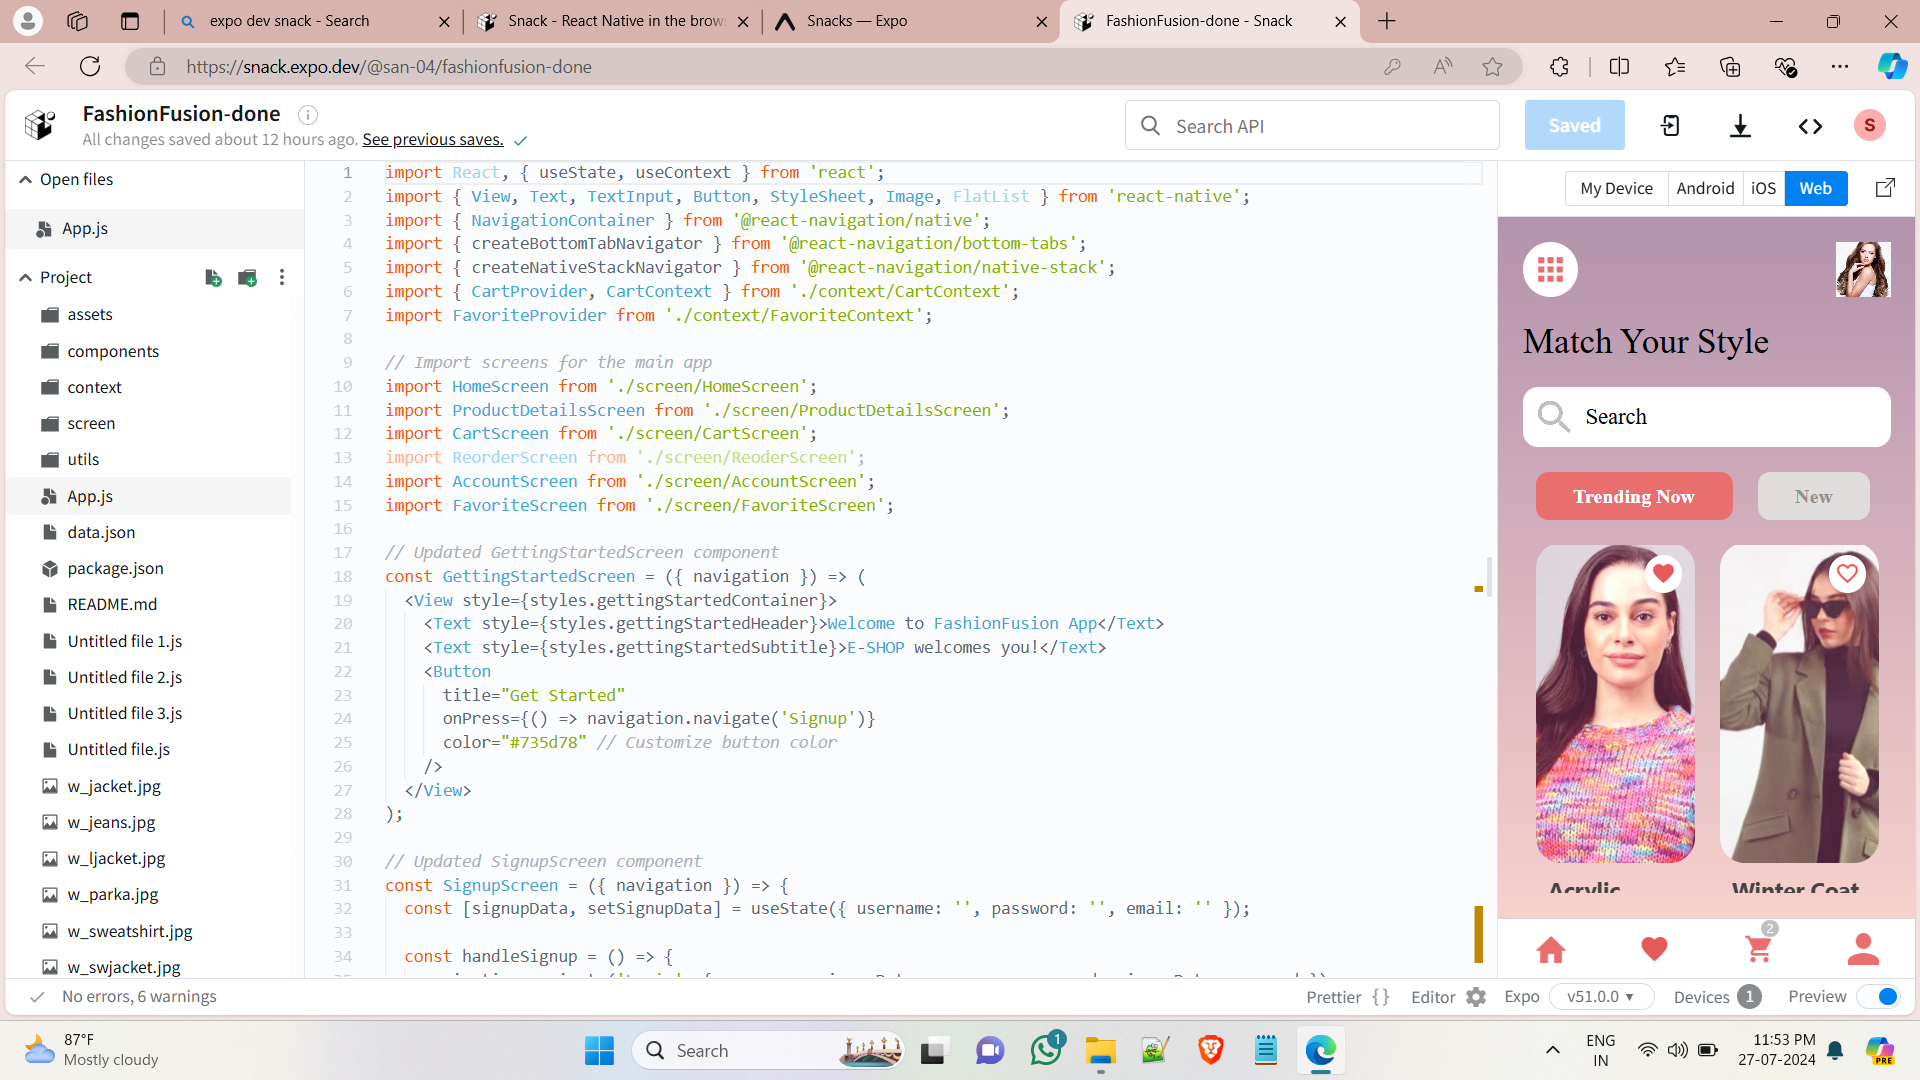 expo dev snack - Search
Snack - React Native in the brow
Snacks — Expo
FashionFusion-done - Snack
https://snack.expo.dev/@san-04/fashionfusion-done
FashionFusion-done
All changes saved about 12 hours ago. See previous saves.
Search API
Saved
S
Open files
App.js
Project
assets
components
context
screen
utils
App.js
data.json
package.json
README.md
Untitled file 1.js
Untitled file 2.js
Untitled file 3.js
Untitled file.js
w_jacket.jpg
w_jeans.jpg
w_ljacket.jpg
w_parka.jpg
w_sweatshirt.jpg
w_swjacket.jpg
1 import React, { useState, useContext } from 'react';
2 import { View, Text, TextInput, Button, StyleSheet, Image, FlatList } from 'react-native';
3 import { NavigationContainer } from '@react-navigation/native';
4 import { createBottomTabNavigator } from '@react-navigation/bottom-tabs';
5 import { createNativeStackNavigator } from '@react-navigation/native-stack';
6 import { CartProvider, CartContext } from './context/CartContext';
7 import FavoriteProvider from './context/FavoriteContext';
8
9 // Import screens for the main app
10 import HomeScreen from './screen/HomeScreen';
11 import ProductDetailsScreen from './screen/ProductDetailsScreen';
12 import CartScreen from './screen/CartScreen';
13 import ReorderScreen from './screen/ReoderScreen';
14 import AccountScreen from './screen/AccountScreen';
15 import FavoriteScreen from './screen/FavoriteScreen';
16
17 // Updated GettingStartedScreen component
18 const GettingStartedScreen = ({ navigation }) => (
19 <View style={styles.gettingStartedContainer}>
20 <Text style={styles.gettingStartedHeader}>Welcome to FashionFusion App</Text>
21 <Text style={styles.gettingStartedSubtitle}>E-SHOP welcomes you!</Text>
22 <Button
23 title="Get Started"
24 onPress={() => navigation.navigate('Signup')}
25 color="#735d78" // Customize button color
26 />
27 </View>
28 );
29
30 // Updated SignupScreen component
31 const SignupScreen = ({ navigation }) => {
32 const [signupData, setSignupData] = useState({ username: '', password: '', email: '' });
33
34 const handleSignup = () => {
My Device
Android
iOS
Web
Match Your Style
Search
Trending Now
New
Acrylic
Winter Coat
2
No errors, 6 warnings
Prettier { }
Editor
Expo
v51.0.0
Devices 1
Preview
87°F
Mostly cloudy
Search
1
ENG
IN
11:53 PM
27-07-2024
PRE